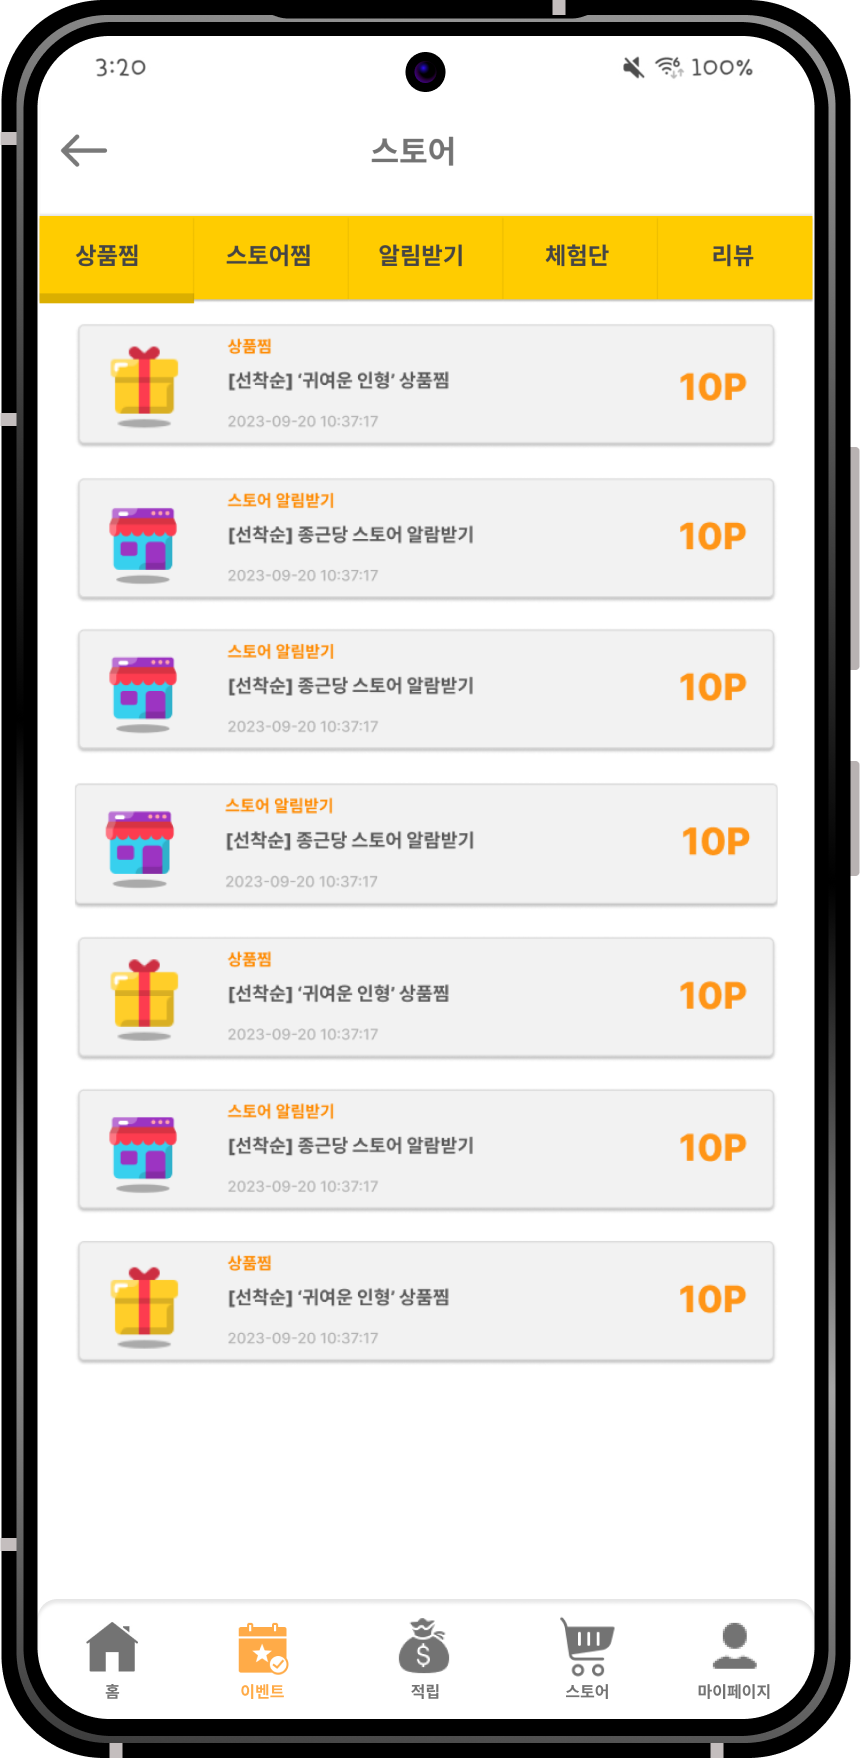 3:20
6 100%
스토어
상품찜 스토어찜 알림받기 체험단 리뷰
상품찜
[선착순] ‘귀여운 인형’ 상품찜
10P
2023-09-20 10:37:17
스토어 알림받기
[선착순] 종근당 스토어 알람받기
10P
2023-09-20 10:37:17
스토어 알림받기
[선착순] 종근당 스토어 알람받기
10P
2023-09-20 10:37:17
스토어 알림받기
[선착순] 종근당 스토어 알람받기
10P
2023-09-20 10:37:17
상품찜
[선착순] ‘귀여운 인형’ 상품찜
10P
2023-09-20 10:37:17
스토어 알림받기
[선착순] 종근당 스토어 알람받기
10P
2023-09-20 10:37:17
상품찜
[선착순] ‘귀여운 인형’ 상품찜
10P
2023-09-20 10:37:17
$
홈 이벤트 적립 스토어 마이페이지